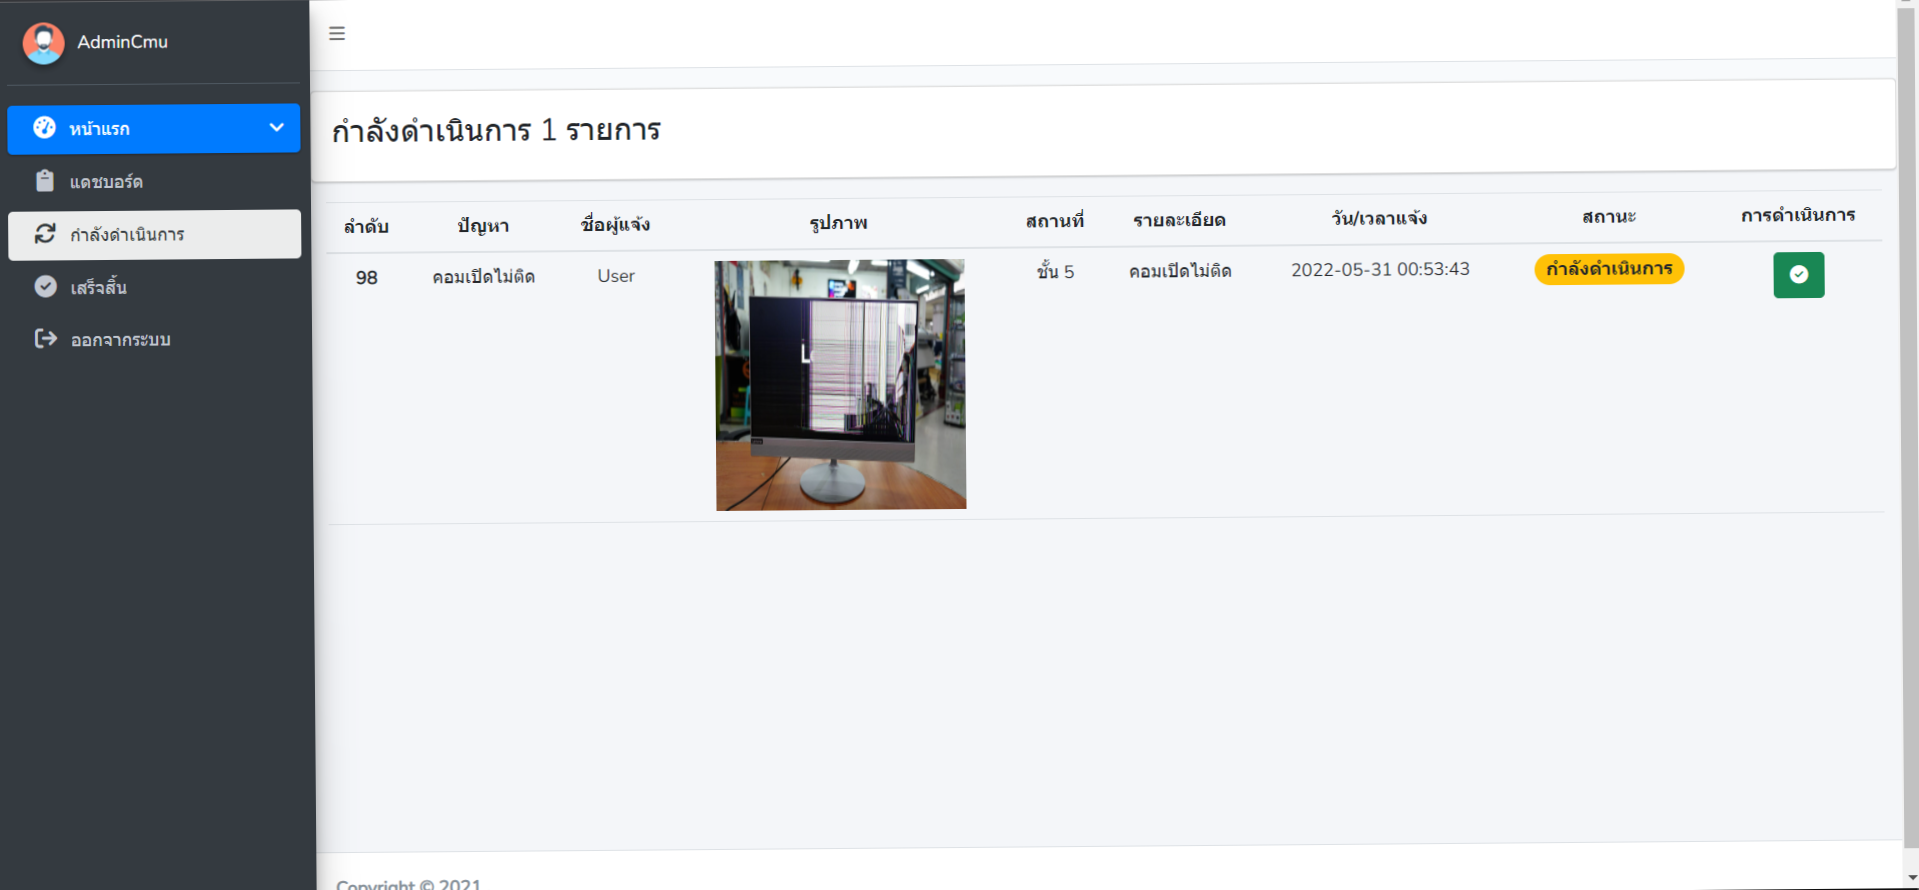 AdminCmu
หน้าแรก
แดชบอร์ด
กำลังดำเนินการ
เสร็จสิ้น
ออกจากระบบ
กำลังดำเนินการ 1 รายการ
ลำดับ ปัญหา ชื่อผู้แจ้ง รูปภาพ สถานที่ รายละเอียด วัน/เวลาแจ้ง สถานะ การดำเนินการ
98 คอมเปิดไม่ติด User ชั้น 5 คอมเปิดไม่ติด 2022-05-31 00:53:43 กำลังดำเนินการ
Copyright © 2021